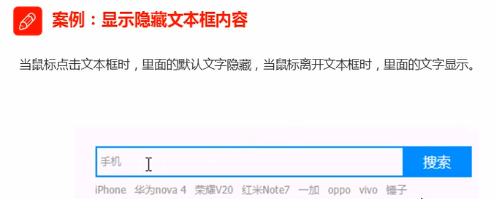 案例：显示隐藏文本框内容
当鼠标点击文本框时，里面的默认文字隐藏，当鼠标离开文本框时，里面的文字显示。
手机 搜索
iPhone 华为nova 4 荣耀V20 红米Note7 一加 oppo vivo 锤子